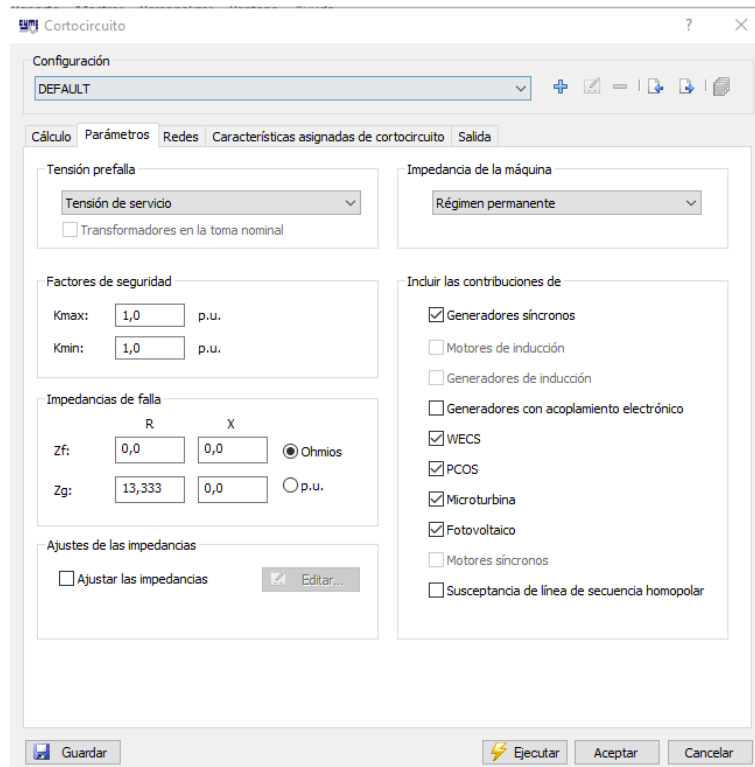 Cortocircuito
Configuración
DEFAULT
Cálculo Parámetros Redes Características asignadas de cortocircuito Salida
Tensión prefalla
Tensión de servicio
Transformadores en la toma nominal
Impedancia de la máquina
Régimen permanente
Factores de seguridad
Kmax: 1,0 p.u.
Kmin: 1,0 p.u.
Impedancias de falla
R X
Zf: 0,0 0,0 Ohmios
Zg: 13,333 0,0 p.u.
Ajustes de las impedancias
Ajustar las impedancias Editar...
Incluir las contribuciones de
Generadores síncronos
Motores de inducción
Generadores de inducción
Generadores con acoplamiento electrónico
WECS
PCOS
Microturbina
Fotovoltaico
Motores síncronos
Susceptancia de línea de secuencia homopolar
Guardar Ejecutar Aceptar Cancelar